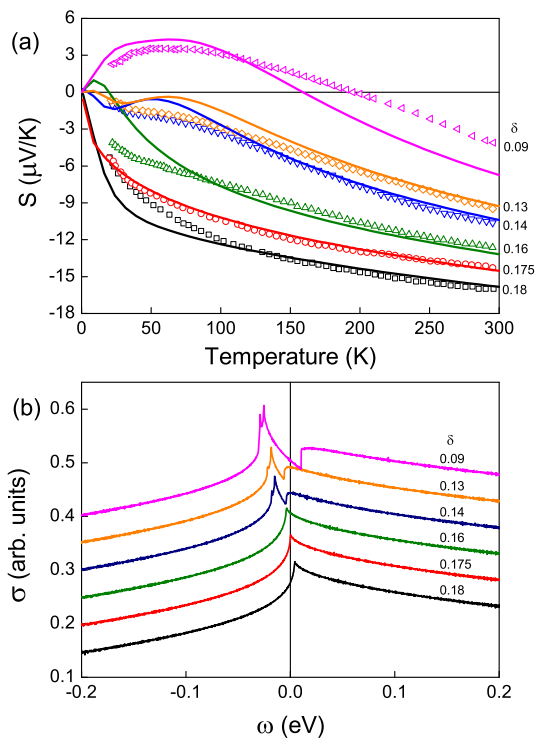 (a)
6
3
0
-3
-6
-9
-12
-15
-18
S (μV/K)
δ
0.09
0.13
0.14
0.16
0.175
0.18
0 50 100 150 200 250 300
Temperature (K)
(b)
0.6
0.5
0.4
0.3
0.2
0.1
σ (arb. units)
δ
0.09
0.13
0.14
0.16
0.175
0.18
-0.2 -0.1 0.0 0.1 0.2
ω (eV)